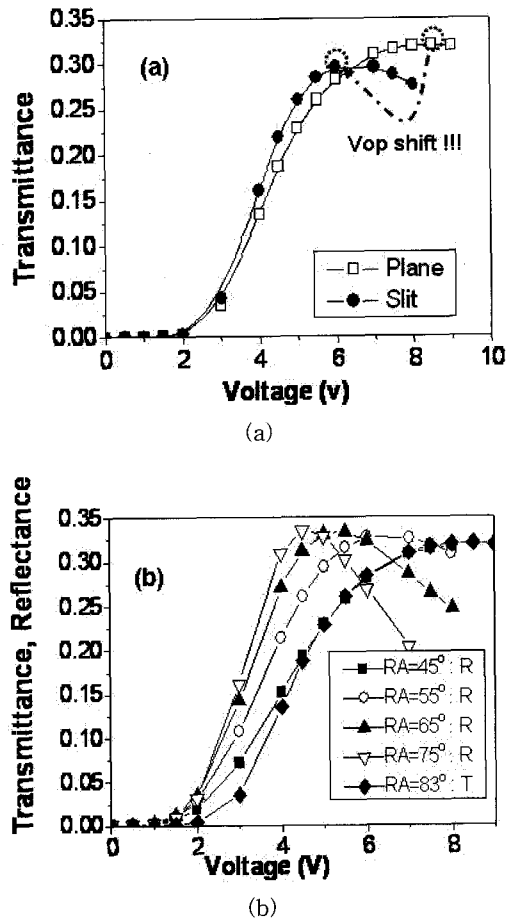 (a)
Transmittance
0.35
0.30
0.25
0.20
0.15
0.10
0.05
0.00
Vop shift !!!
Plane
Slit
0 2 4 6 8 10
Voltage (v)
(a)
(b)
Transmittance, Reflectance
0.35
0.30
0.25
0.20
0.15
0.10
0.05
0.00
RA=45° : R
RA=55° : R
RA=65° : R
RA=75° : R
RA=83° : T
0 2 4 6 8
Voltage (V)
(b)